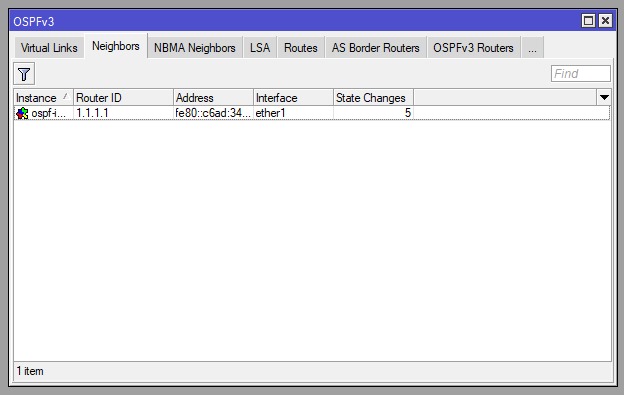 OSPFv3
Virtual Links Neighbors NBMA Neighbors LSA Routes AS Border Routers OSPFv3 Routers ...
Find
Instance Router ID Address Interface State Changes
ospf-i... 1.1.1.1 fe80::c6ad:34... ether1 5
1 item